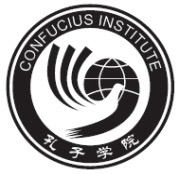 CONFUCIUS INSTITUTE
孔子学院